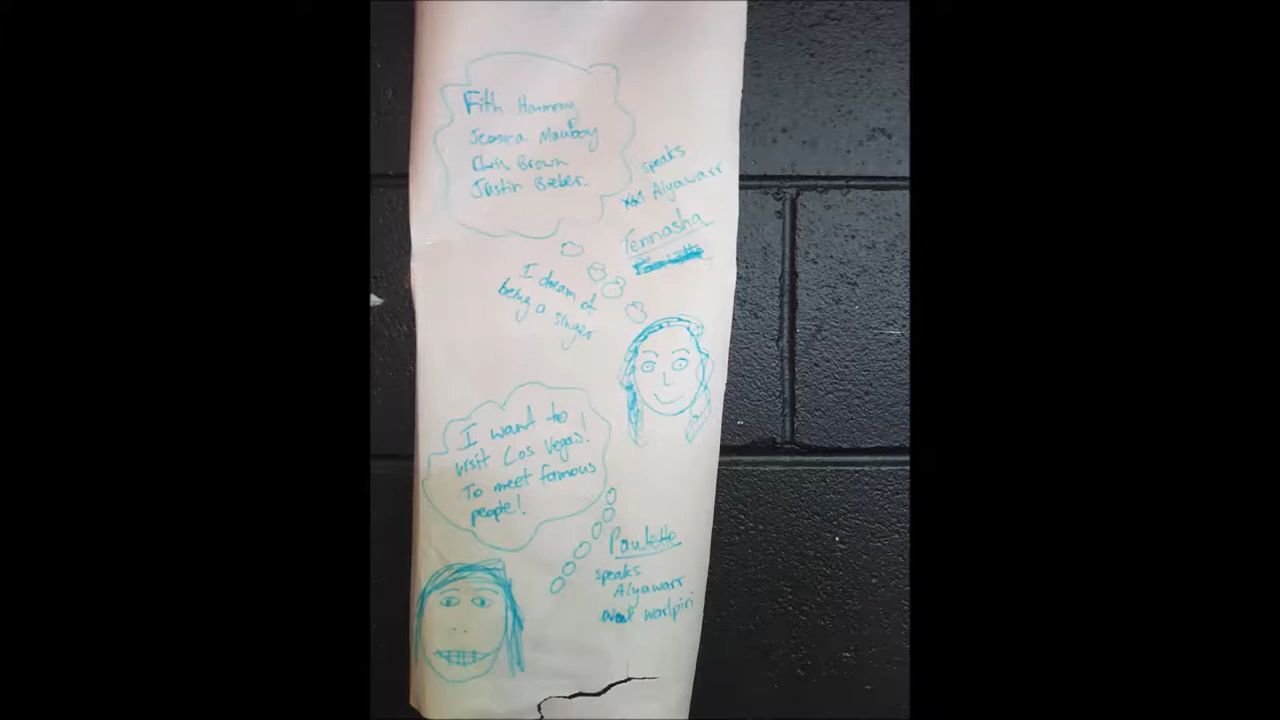 Fith Harmony
Jessica Mauboy
Chris Brown
Justin Bieber.
speaks
Alyawarr
Tennasha
I dream of
being a singer
I want to
visit Los Vegas!
To meet famous
people!
Paulette
speaks
Alyawarr
warlpiri